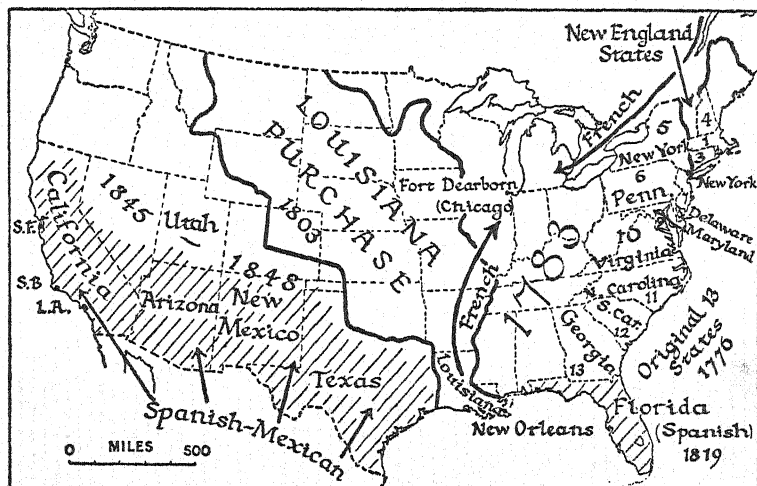 New England
States
French
4
5
1
New York
3
6
New York
Penn
Delaware
Maryland
LOUISIANA
PURCHASE
1803
Fort Dearborn
(Chicago)
French
1783
10
Virginia
N. Carolina
11
S. Car.
12
Georgia
13
Original 13
States
1776
California
1845
Utah
1848
S.F.
S.B
L.A.
Arizona
New
Mexico
Texas
Spanish-Mexican
Louisiana
New Orleans
Florida
(Spanish)
1819
MILES
0 500